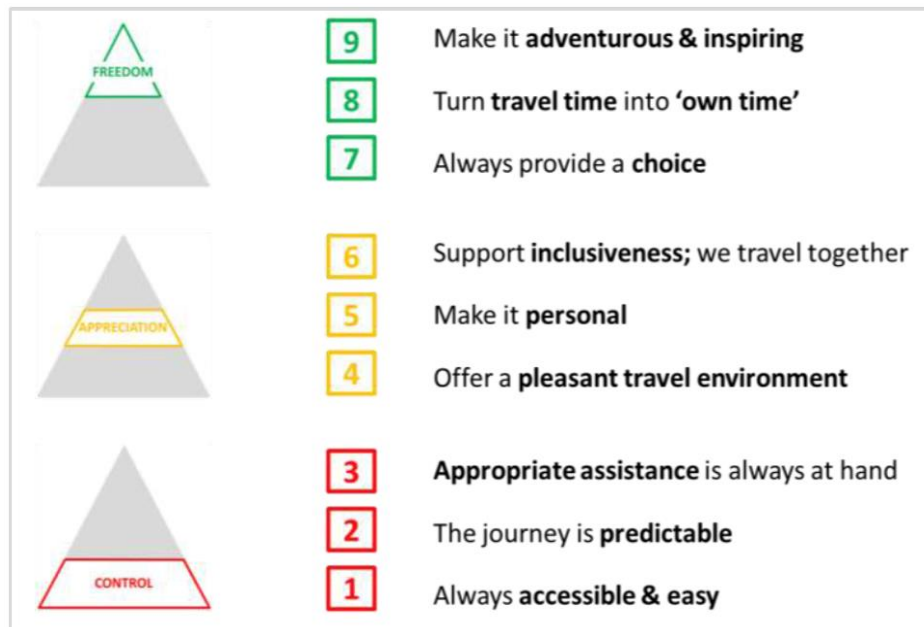 FREEDOM
9 Make it adventurous & inspiring
8 Turn travel time into ‘own time’
7 Always provide a choice
APPRECIATION
6 Support inclusiveness; we travel together
5 Make it personal
4 Offer a pleasant travel environment
CONTROL
3 Appropriate assistance is always at hand
2 The journey is predictable
1 Always accessible & easy